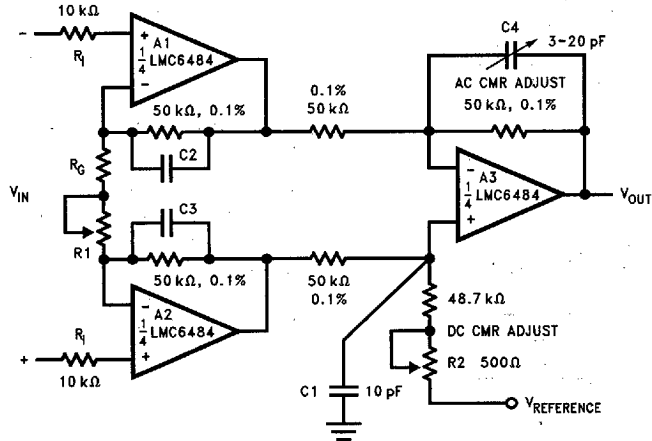 10 kΩ
−
RI
+
A1
1/4 LMC6484
−
50 kΩ, 0.1%
C2
0.1%
50 kΩ
C4
3-20 pF
AC CMR ADJUST
50 kΩ, 0.1%
RG
VIN
R1
C3
50 kΩ, 0.1%
−
A2
1/4 LMC6484
+
RI
+
10 kΩ
50 kΩ
0.1%
−
A3
1/4 LMC6484
+
VOUT
48.7 kΩ
DC CMR ADJUST
R2 500Ω
C1
10 pF
VREFERENCE